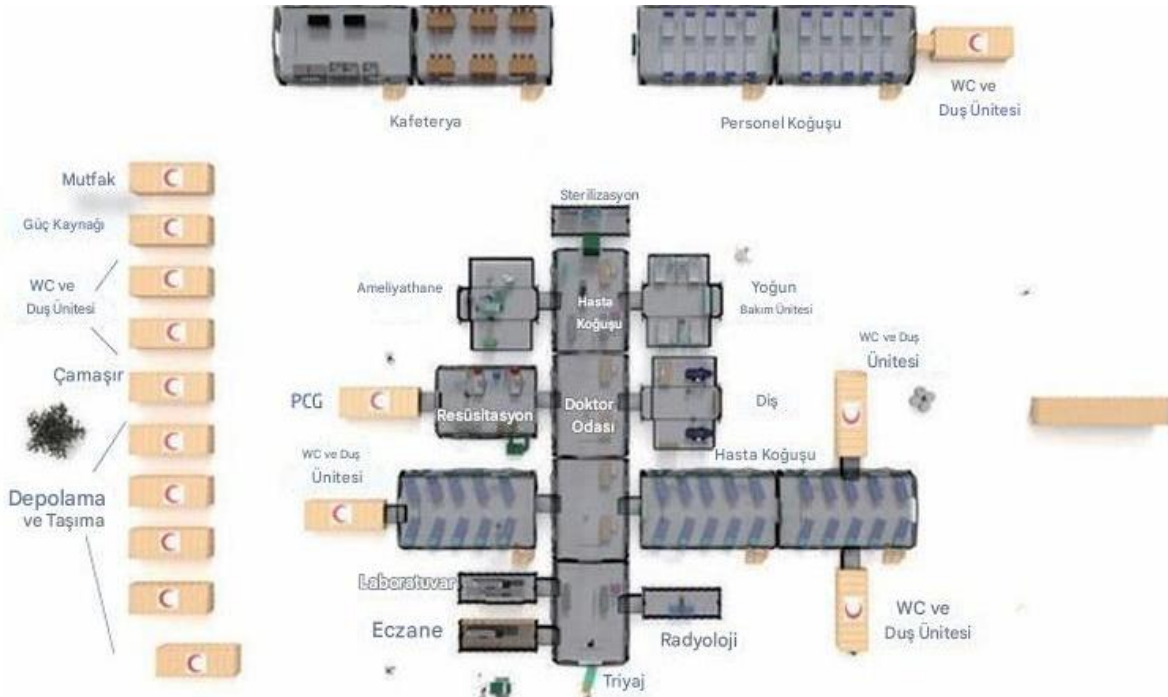 Kafeterya
Personel Koğuşu
WC ve
Duş Ünitesi
Mutfak
Güç Kaynağı
WC ve
Duş Ünitesi
Çamaşır
Depolama
ve Taşıma
Sterilizasyon
Ameliyathane
Hasta
Koğuşu
Yoğun
Bakım Ünitesi
WC ve Duş
Ünitesi
PCG
Resüsitasyon
Doktor
Odası
Diş
WC ve Duş
Ünitesi
Hasta Koğuşu
Laboratuvar
Eczane
Radyoloji
WC ve
Duş Ünitesi
Triyaj